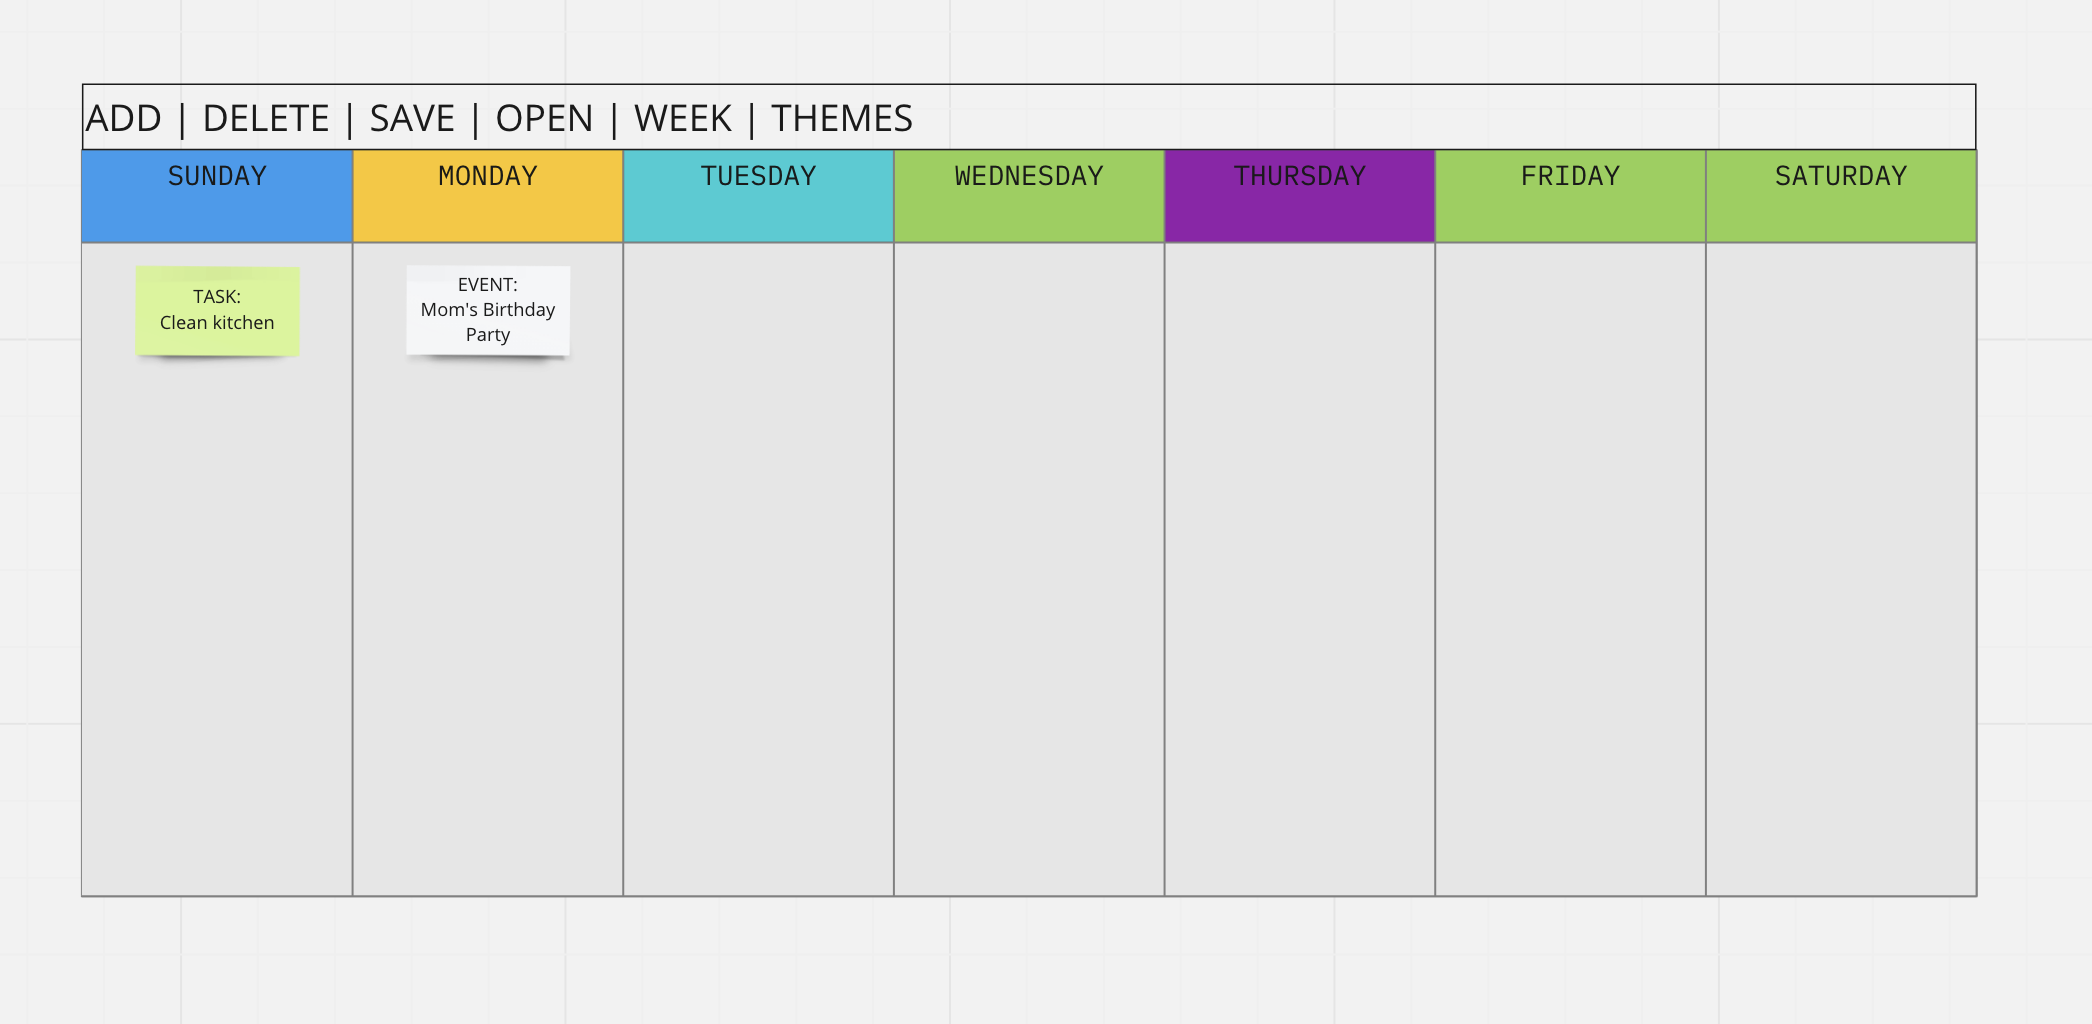 ADD | DELETE | SAVE | OPEN | WEEK | THEMES
SUNDAY
MONDAY
TUESDAY
WEDNESDAY
THURSDAY
FRIDAY
SATURDAY
TASK:
Clean kitchen
EVENT:
Mom's Birthday
Party